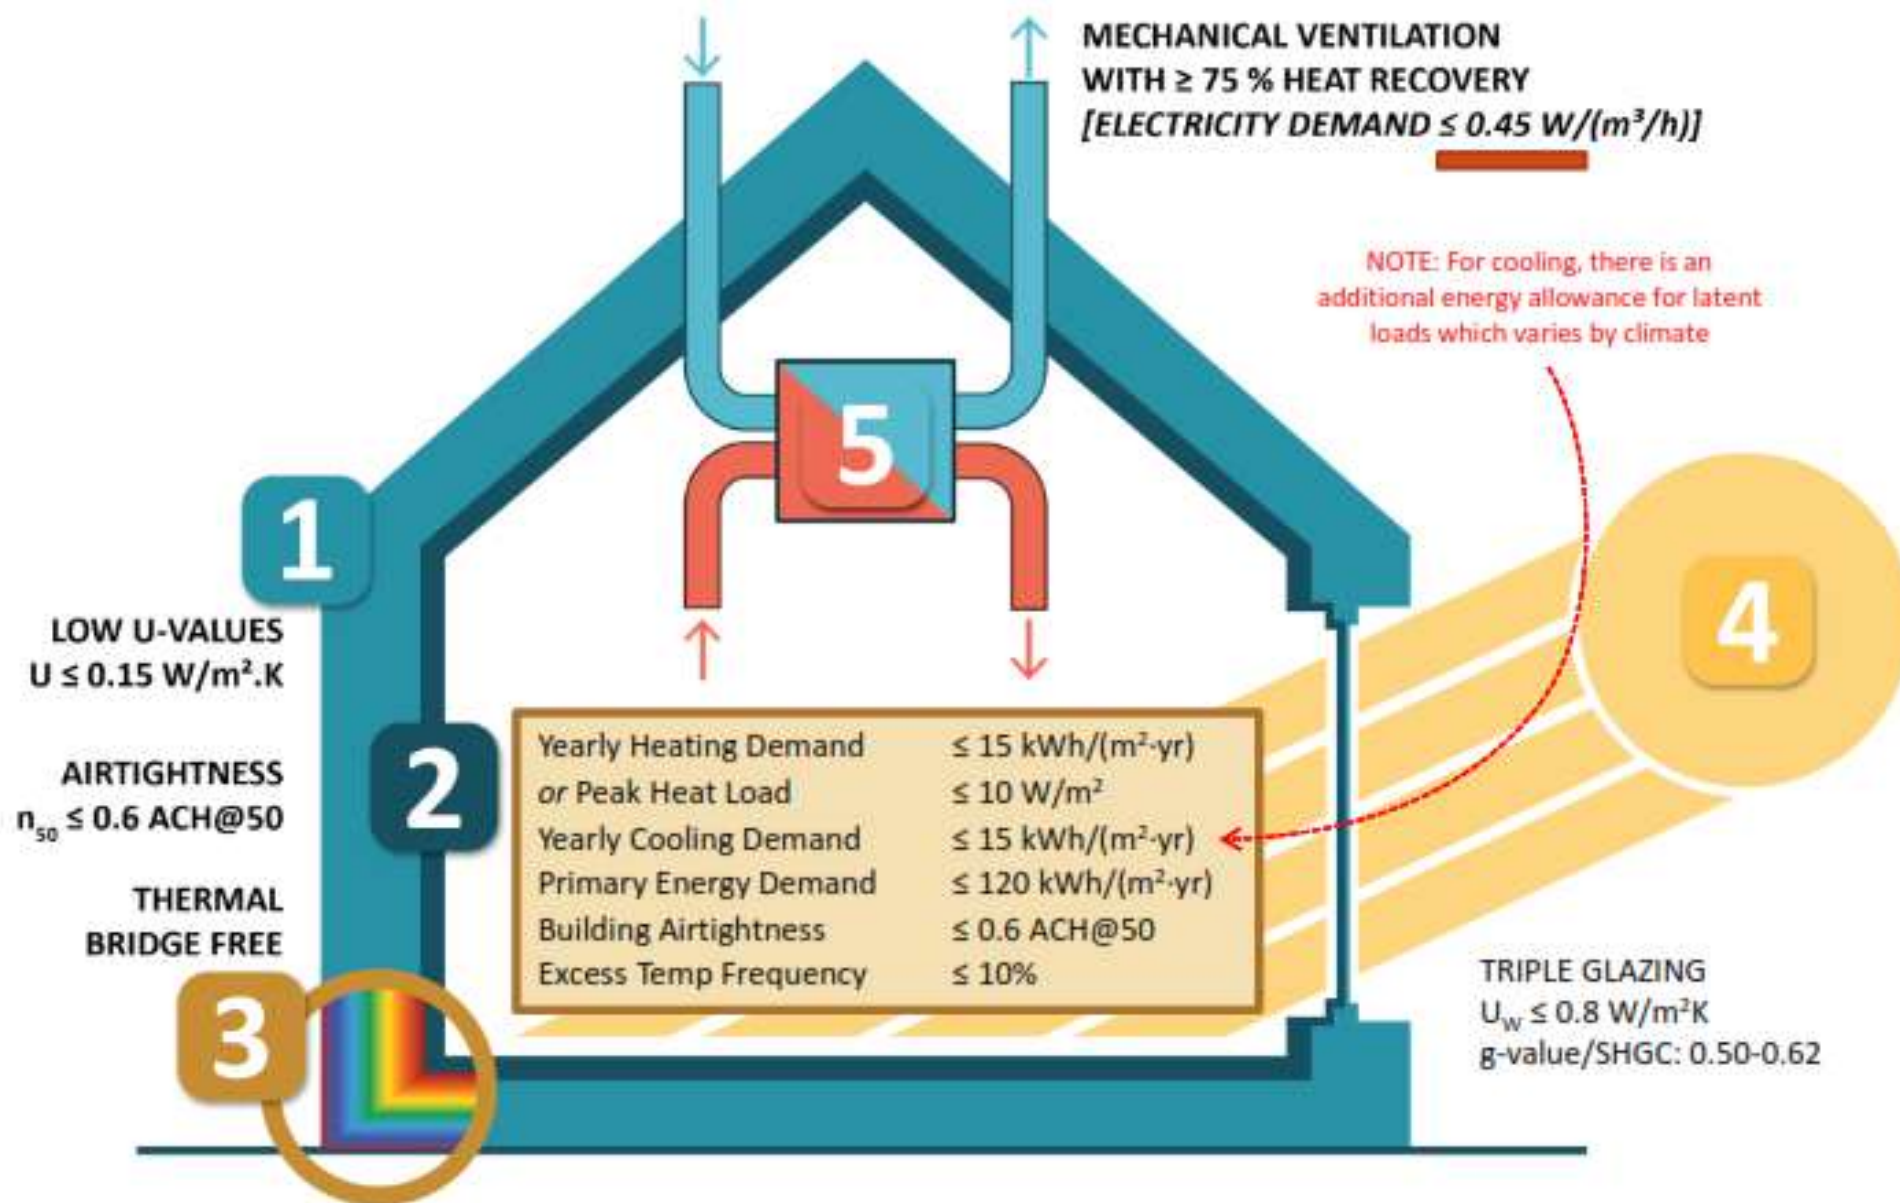 MECHANICAL VENTILATION
WITH ≥ 75 % HEAT RECOVERY
[ELECTRICITY DEMAND ≤ 0.45 W/(m³/h)]
NOTE: For cooling, there is an
additional energy allowance for latent
loads which varies by climate
5
1
LOW U-VALUES
U ≤ 0.15 W/m².K
4
2
AIRTIGHTNESS
n₅₀ ≤ 0.6 ACH@50
THERMAL
BRIDGE FREE
3
Yearly Heating Demand ≤ 15 kWh/(m²·yr)
or Peak Heat Load ≤ 10 W/m²
Yearly Cooling Demand ≤ 15 kWh/(m²·yr)
Primary Energy Demand ≤ 120 kWh/(m²·yr)
Building Airtightness ≤ 0.6 ACH@50
Excess Temp Frequency ≤ 10%
TRIPLE GLAZING
U_W ≤ 0.8 W/m²K
g-value/SHGC: 0.50-0.62